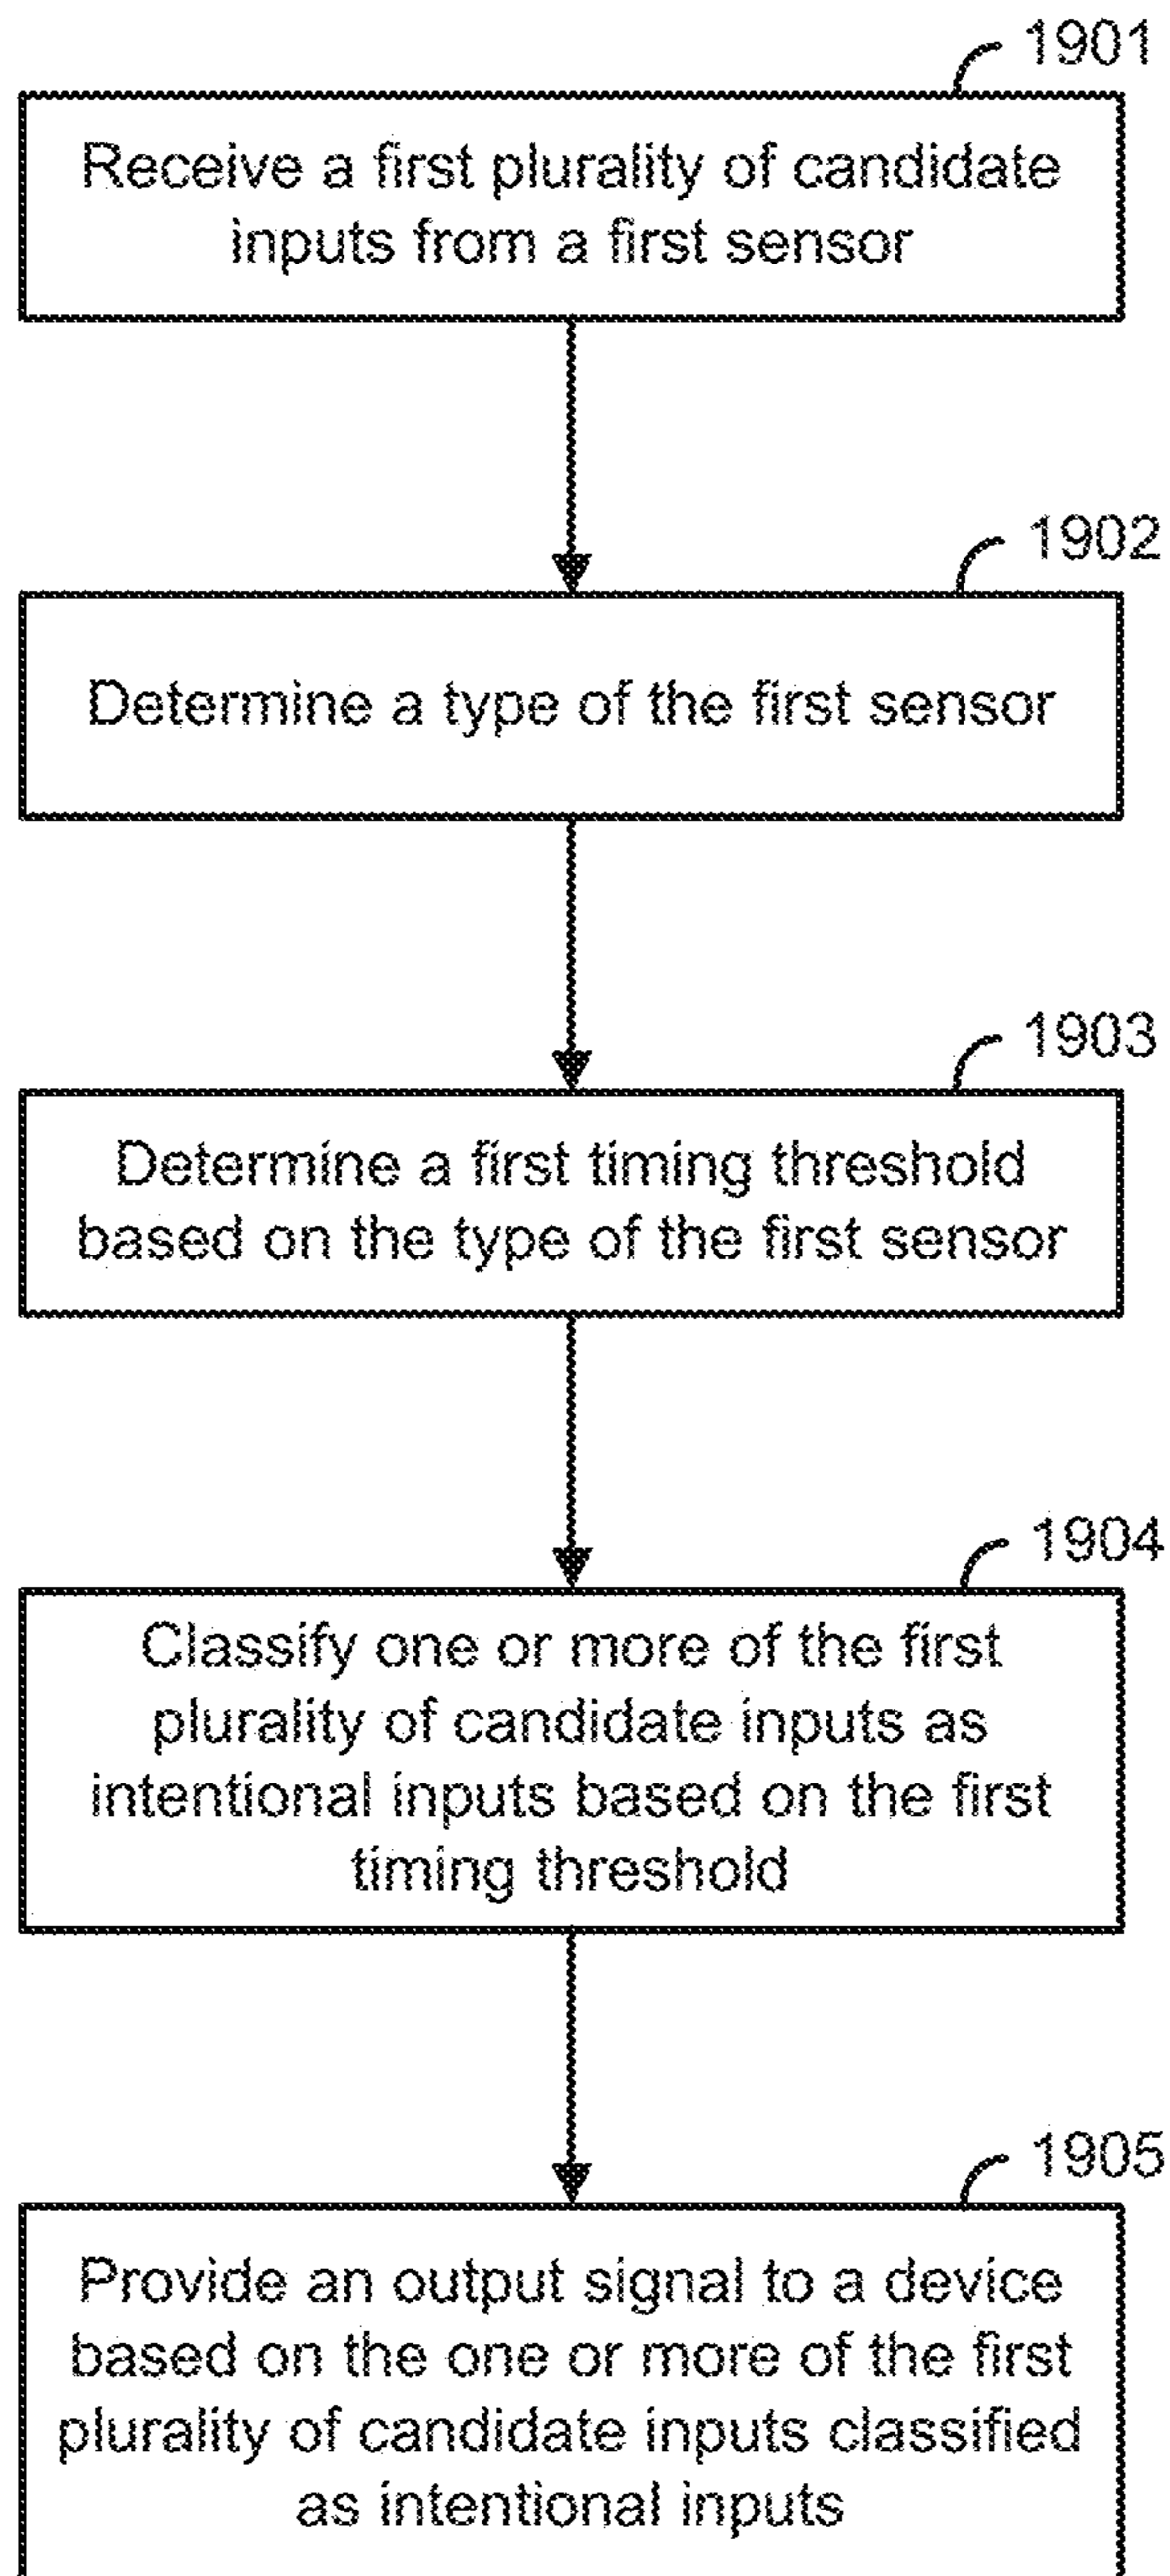 1901
Receive a first plurality of candidate
inputs from a first sensor
1902
Determine a type of the first sensor
1903
Determine a first timing threshold
based on the type of the first sensor
1904
Classify one or more of the first
plurality of candidate inputs as
intentional inputs based on the first
timing threshold
1905
Provide an output signal to a device
based on the one or more of the first
plurality of candidate inputs classified
as intentional inputs